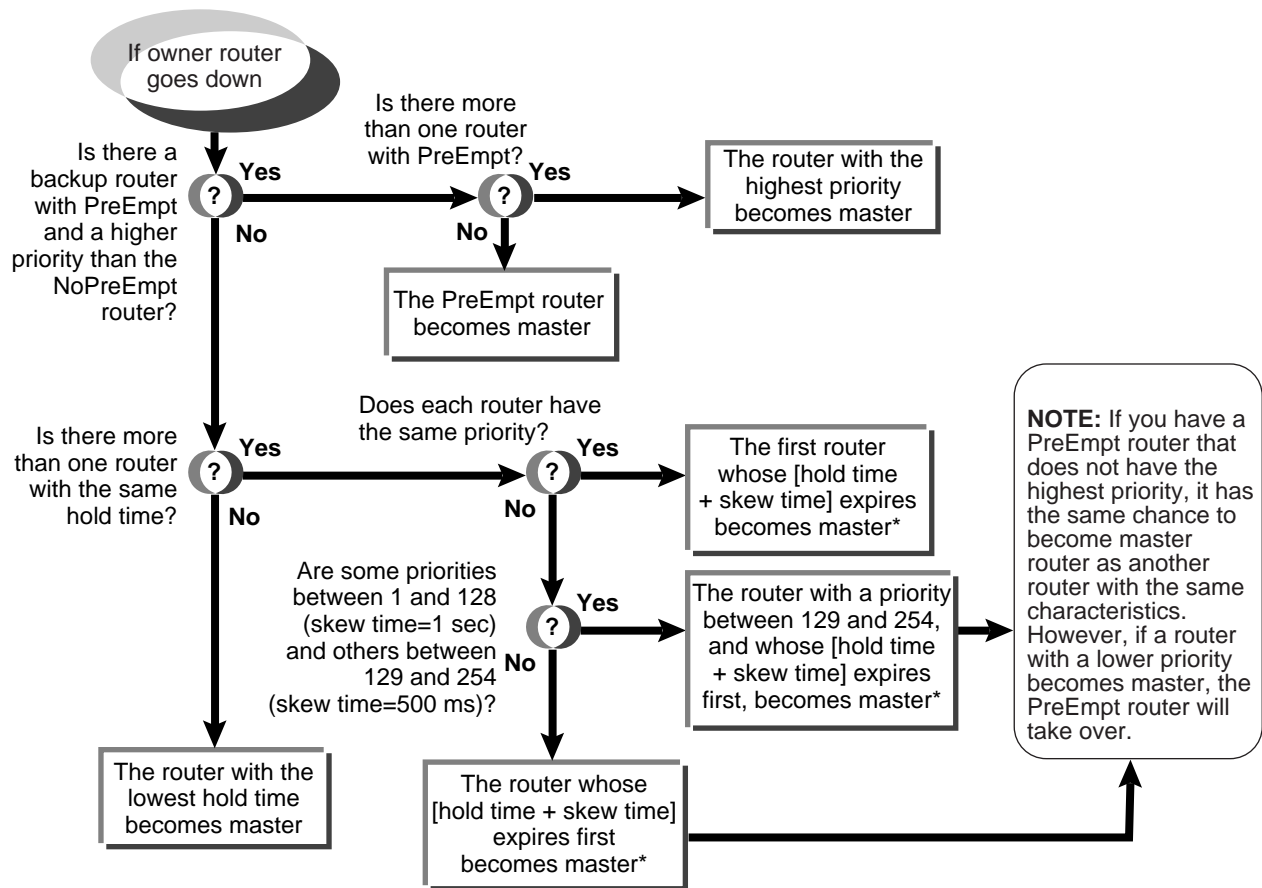 If owner router
goes down
Is there a
backup router
with PreEmpt
and a higher
priority than the
NoPreEmpt
router?
?
Yes
No
Is there more
than one router
with PreEmpt?
?
Yes
No
The router with the
highest priority
becomes master
The PreEmpt router
becomes master
Is there more
than one router
with the same
hold time?
?
Yes
No
Does each router have
the same priority?
?
Yes
No
The first router
whose [hold time
+ skew time] expires
becomes master*
Are some priorities
between 1 and 128
(skew time=1 sec)
and others between
129 and 254
(skew time=500 ms)?
?
Yes
No
The router with a priority
between 129 and 254,
and whose [hold time
+ skew time] expires
first, becomes master*
The router with the
lowest hold time
becomes master
The router whose
[hold time + skew time]
expires first
becomes master*
NOTE: If you have a
PreEmpt router that
does not have the
highest priority, it has
the same chance to
become master
router as another
router with the same
characteristics.
However, if a router
with a lower priority
becomes master, the
PreEmpt router will
take over.